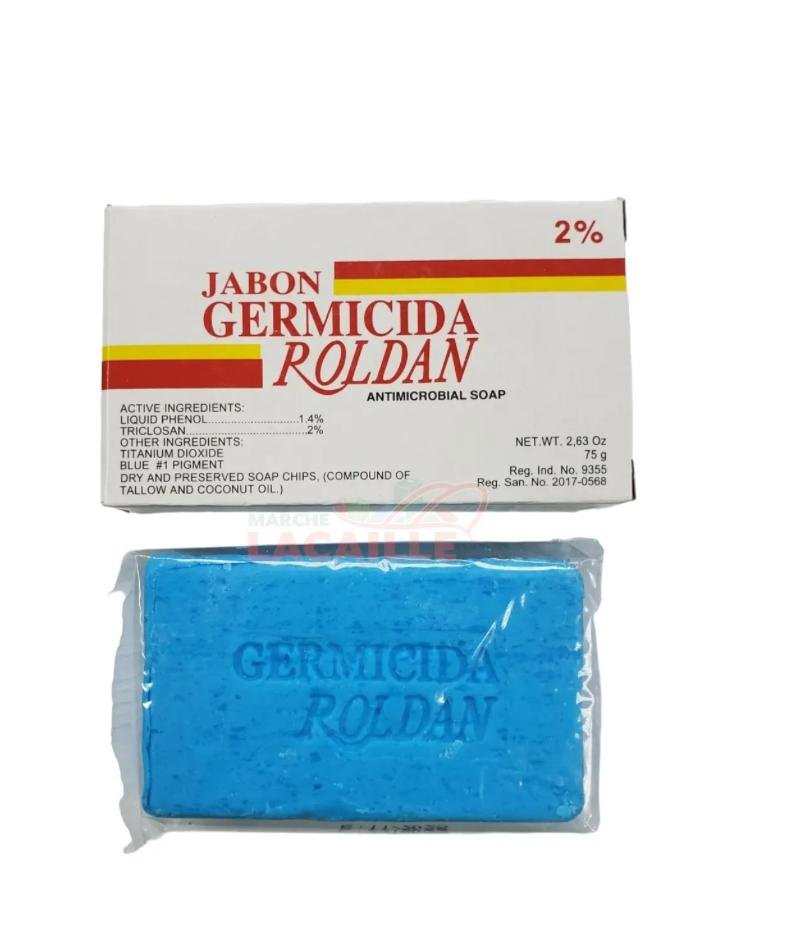 2%
JABON
GERMICIDA
ROLDAN
ANTIMICROBIAL SOAP
ACTIVE INGREDIENTS:
LIQUID PHENOL............................1.4%
TRICLOSAN.....................................2%
OTHER INGREDIENTS:
TITANIUM DIOXIDE
BLUE #1 PIGMENT
DRY AND PRESERVED SOAP CHIPS, (COMPOUND OF
TALLOW AND COCONUT OIL.)
NET.WT. 2,63 Oz
75 g
Reg. Ind. No. 9355
Reg. San. No. 2017-0568
MARCHE
LACAILLE
GERMICIDA
ROLDAN